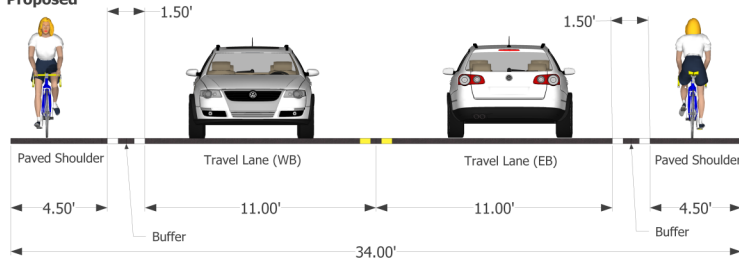 Proposed
1.50'
1.50'
Paved Shoulder
Travel Lane (WB)
Travel Lane (EB)
Paved Shoulder
4.50'
11.00'
11.00'
4.50'
Buffer
Buffer
34.00'